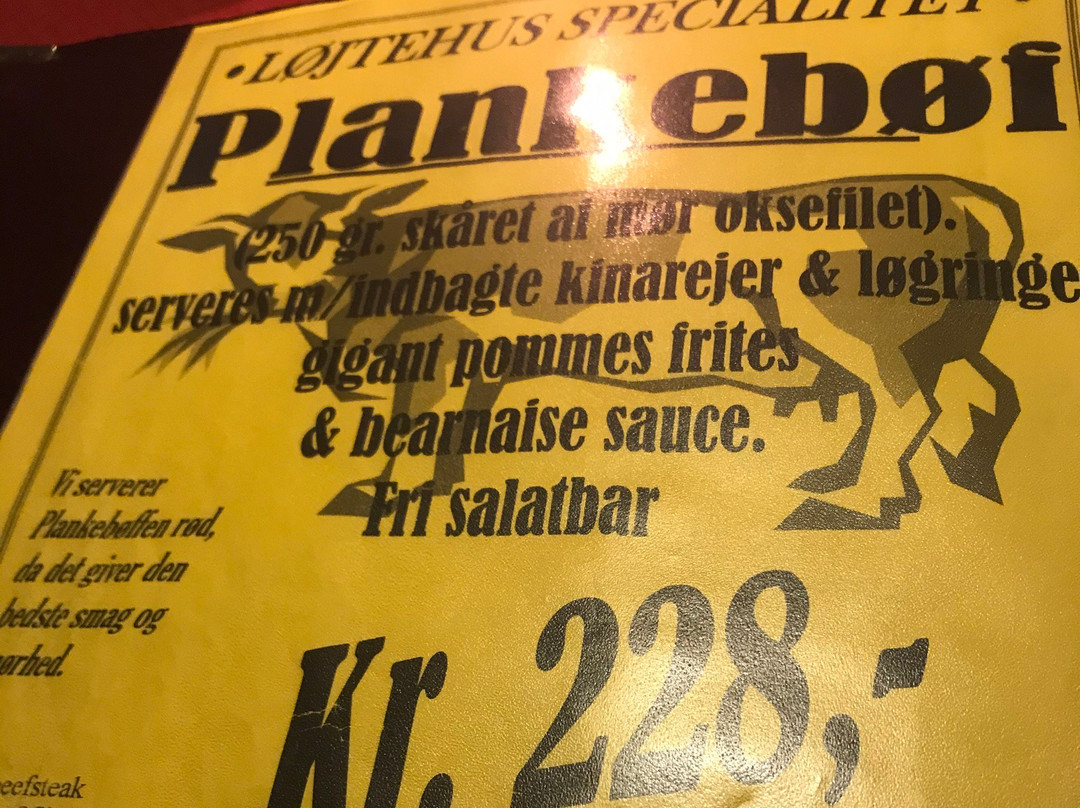 • LØJTEHUS SPECIALITET •
Plankebøf
(250 gr. skåret af mør oksefilet).
serveres m/indbagte kinarejer & løgringe
gigant pommes frites
& bearnaise sauce.
Fri salatbar
Vi serverer
Plankebøffen rød,
da det giver den
bedste smag og
Kr. 228,-